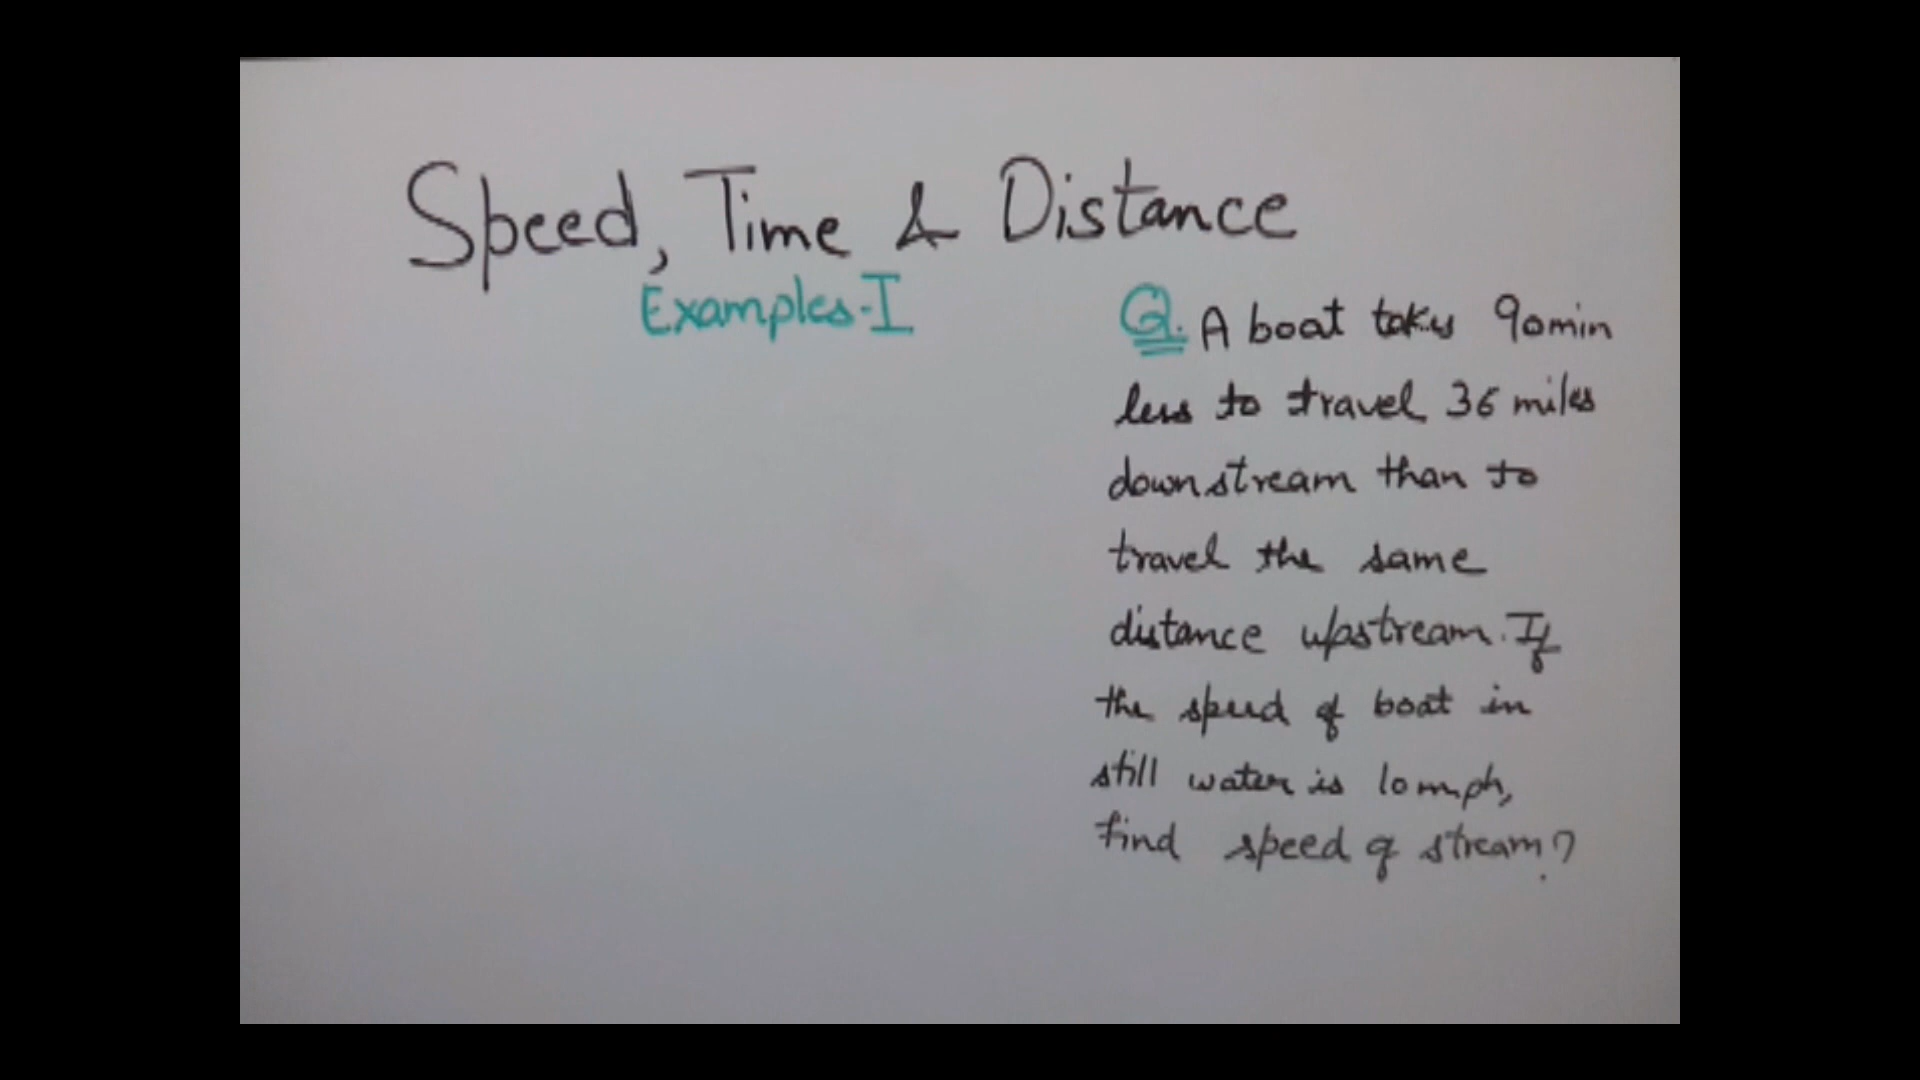 Speed, Time & Distance
Examples-I
Q. A boat takes 90min
less to travel 36 miles
downstream than to
travel the same
distance upstream. If
the speed of boat in
still water is 10mph,
find speed of stream?